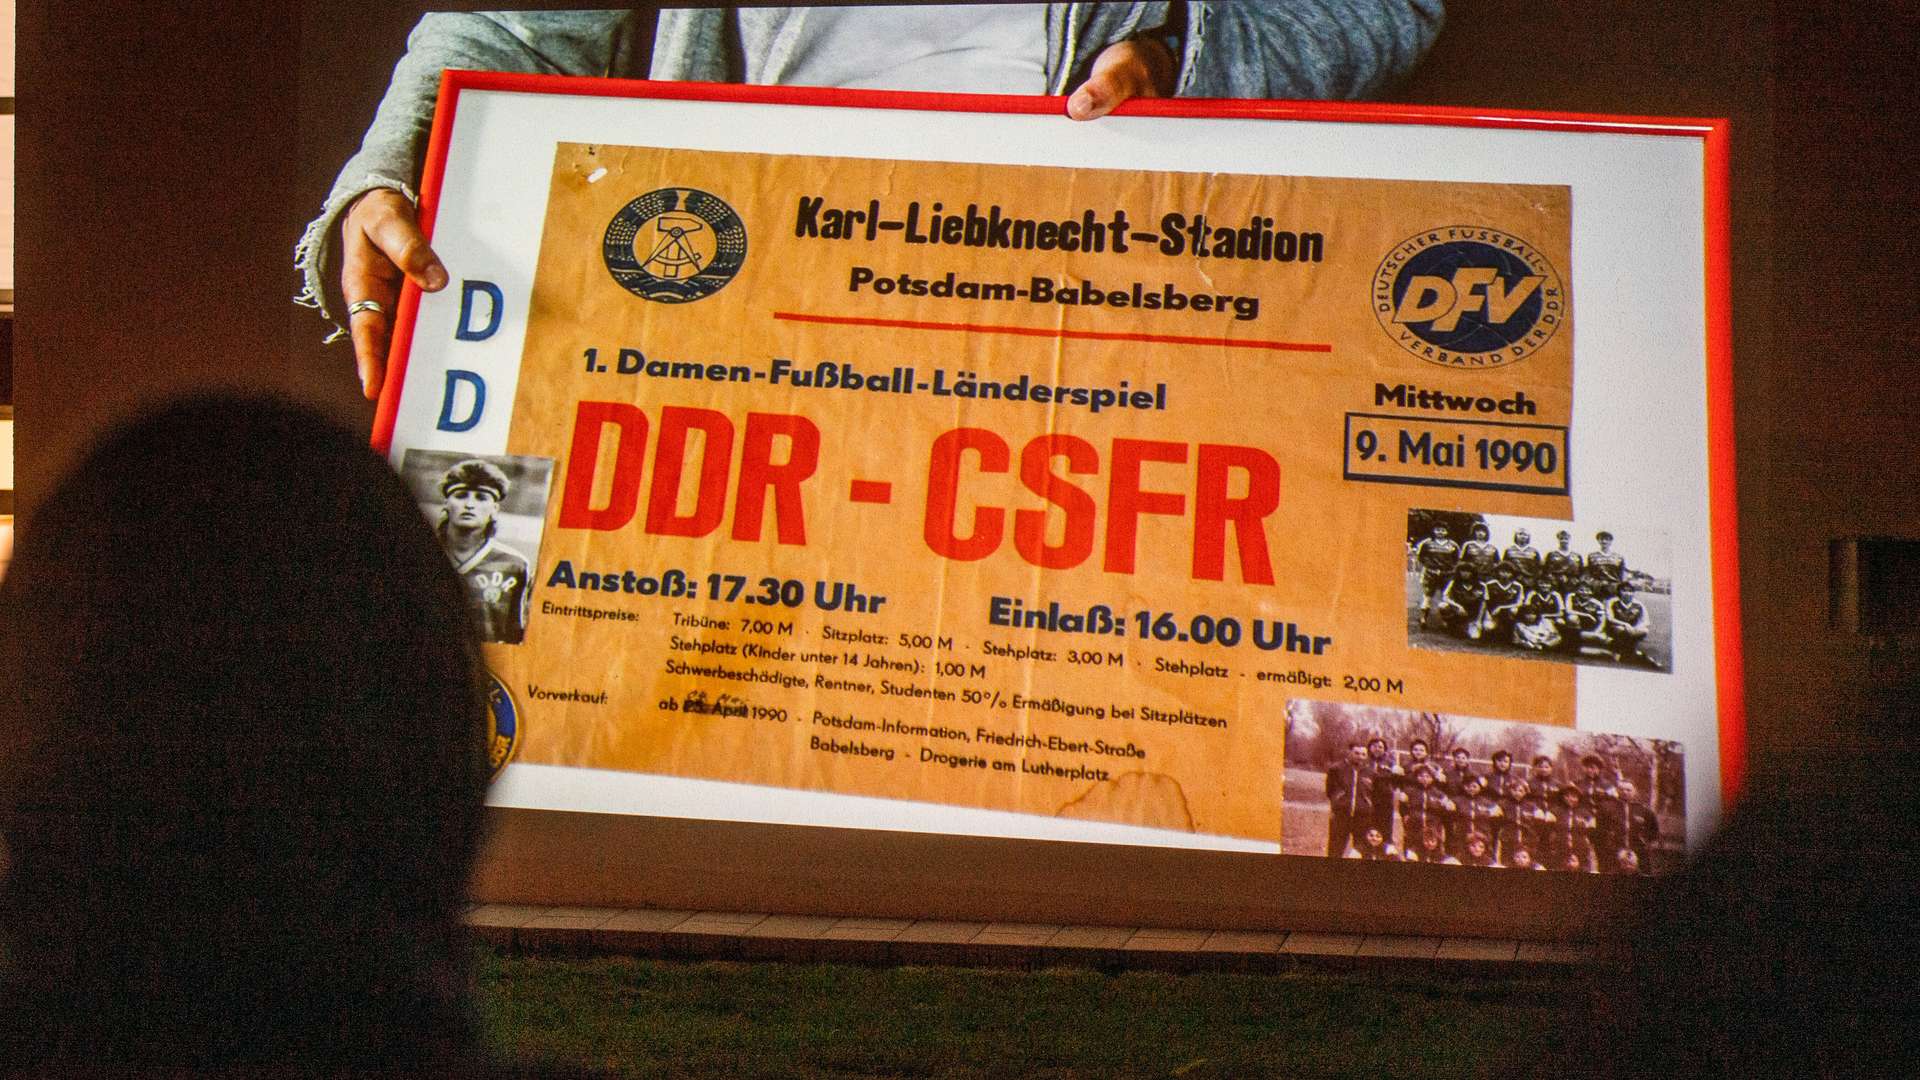 Karl-Liebknecht-Stadion
Potsdam-Babelsberg
DEUTSCHER FUSSBALL-
VERBAND DER DDR
DFV
D
D
1. Damen-Fußball-Länderspiel
Mittwoch
9. Mai 1990
DDR - CSFR
DDR
Anstoß: 17.30 Uhr
Einlaß: 16.00 Uhr
Eintrittspreise: Tribüne: 7,00 M · Sitzplatz: 5,00 M · Stehplatz: 3,00 M · Stehplatz - ermäßigt: 2,00 M
Stehplatz (Kinder unter 14 Jahren): 1,00 M
Schwerbeschädigte, Rentner, Studenten 50% Ermäßigung bei Sitzplätzen
Vorverkauf: ab 25. April 1990 - Potsdam-Information, Friedrich-Ebert-Straße
Babelsberg - Drogerie am Lutherplatz